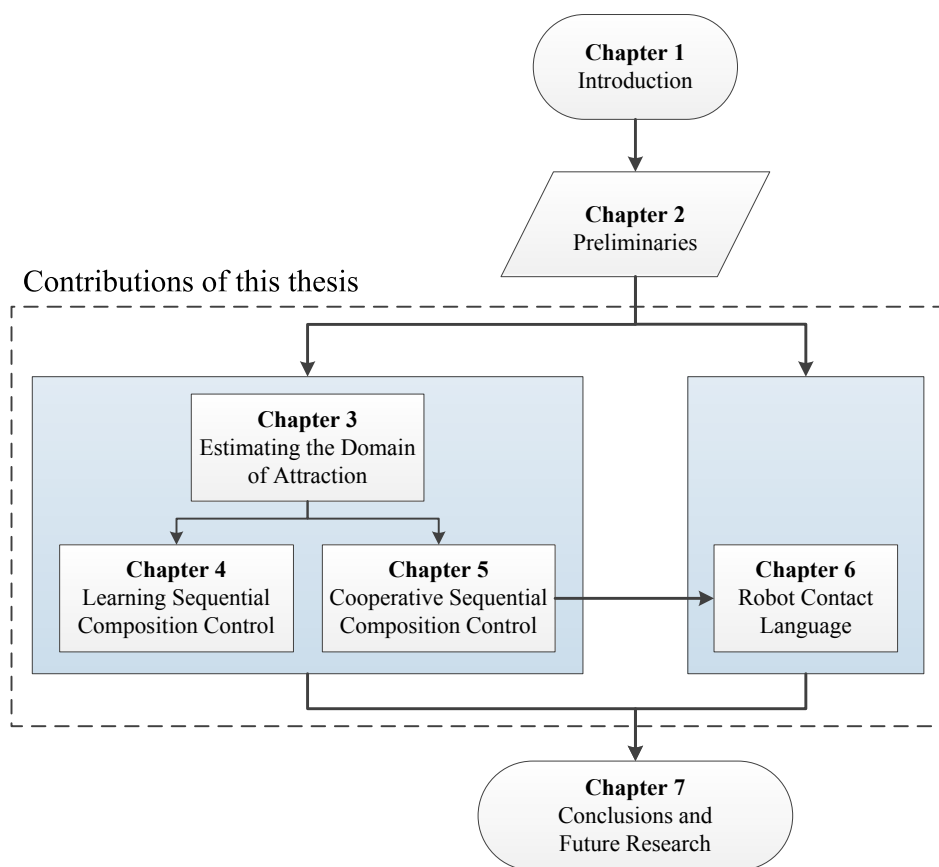 Chapter 1
Introduction
Chapter 2
Preliminaries
Contributions of this thesis
Chapter 3
Estimating the Domain
of Attraction
Chapter 4
Learning Sequential
Composition Control
Chapter 5
Cooperative Sequential
Composition Control
Chapter 6
Robot Contact
Language
Chapter 7
Conclusions and
Future Research